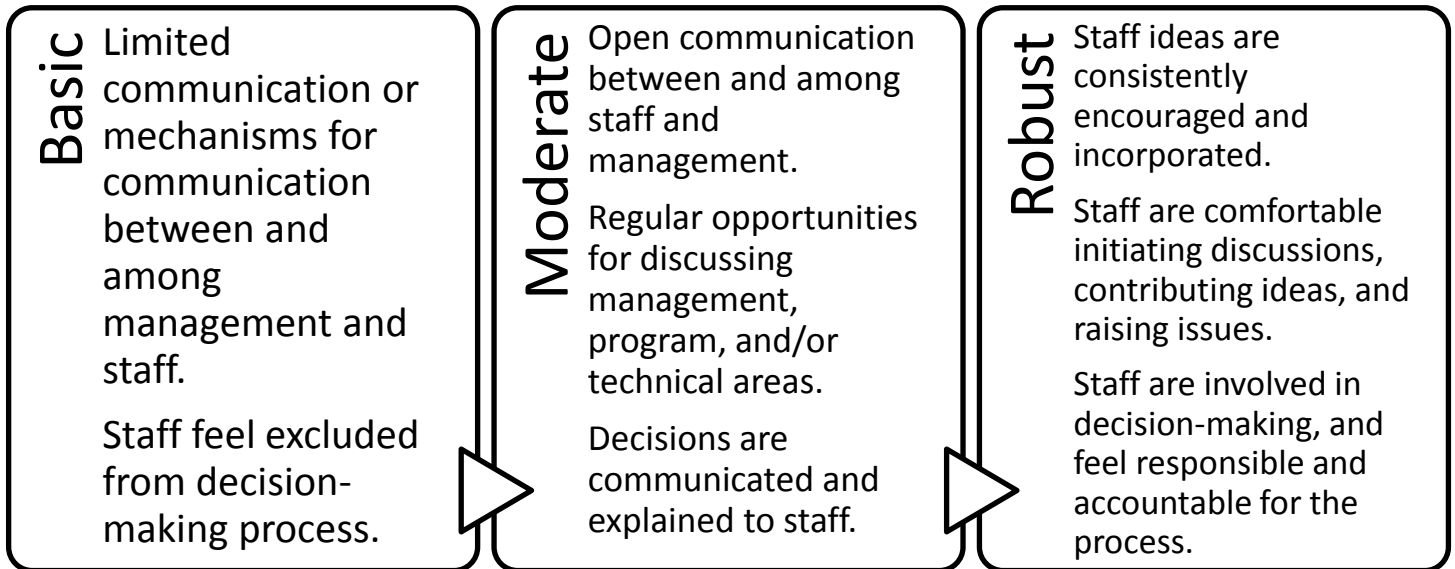 Basic
Limited
communication or
mechanisms for
communication
between and
among
management and
staff.
Staff feel excluded
from decision-
making process.
Moderate
Open communication
between and among
staff and
management.
Regular opportunities
for discussing
management,
program, and/or
technical areas.
Decisions are
communicated and
explained to staff.
Robust
Staff ideas are
consistently
encouraged and
incorporated.
Staff are comfortable
initiating discussions,
contributing ideas, and
raising issues.
Staff are involved in
decision-making, and
feel responsible and
accountable for the
process.